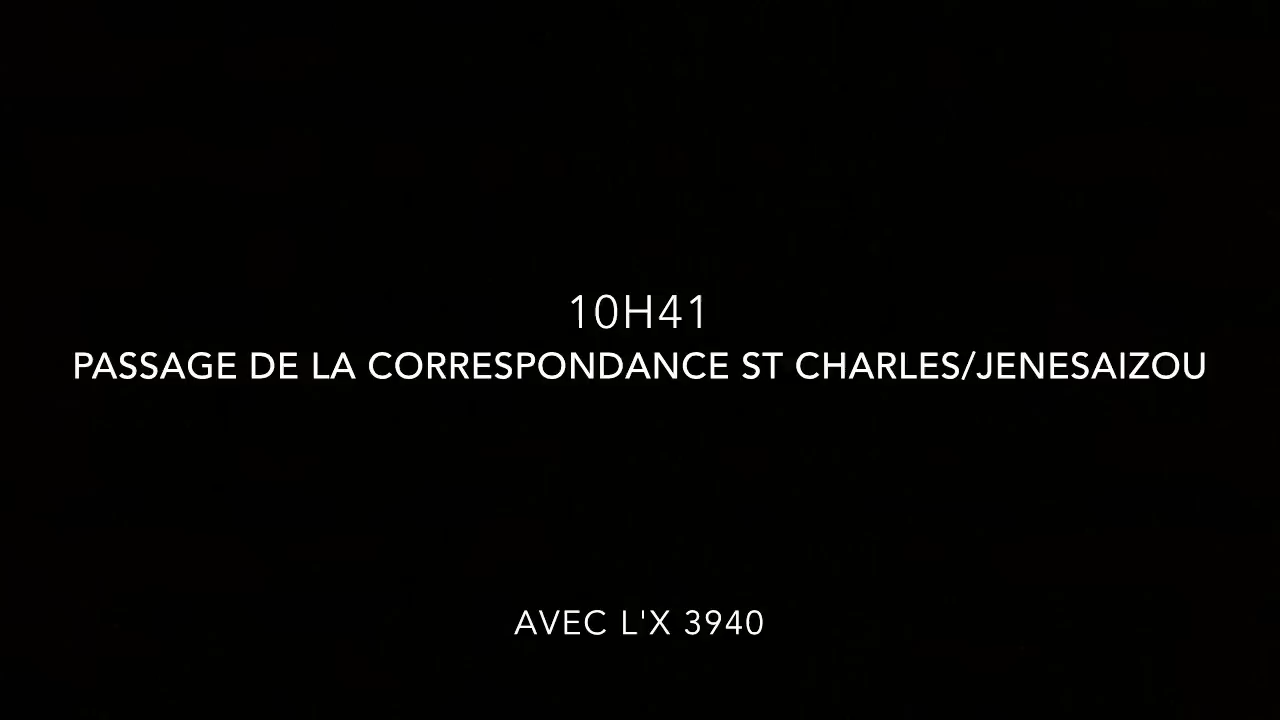 10H41
PASSAGE DE LA CORRESPONDANCE ST CHARLES/JENESAIZOU
AVEC L'X 3940